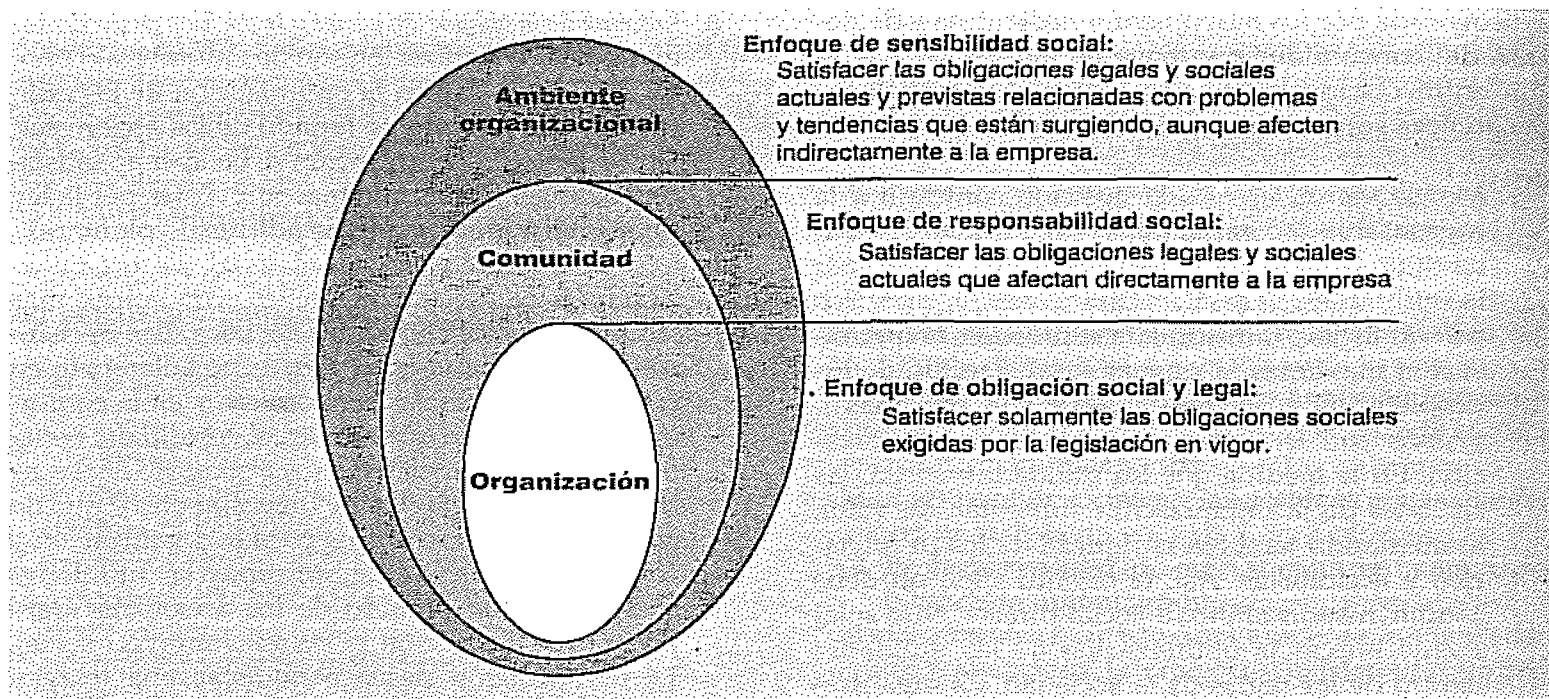 Enfoque de sensibilidad social:
Satisfacer las obligaciones legales y sociales
actuales y previstas relacionadas con problemas
y tendencias que están surgiendo, aunque afecten
indirectamente a la empresa.
Ambiente
organizacional
Enfoque de responsabilidad social:
Satisfacer las obligaciones legales y sociales
actuales que afectan directamente a la empresa
Comunidad
Enfoque de obligación social y legal:
Satisfacer solamente las obligaciones sociales
exigidas por la legislación en vigor.
Organización